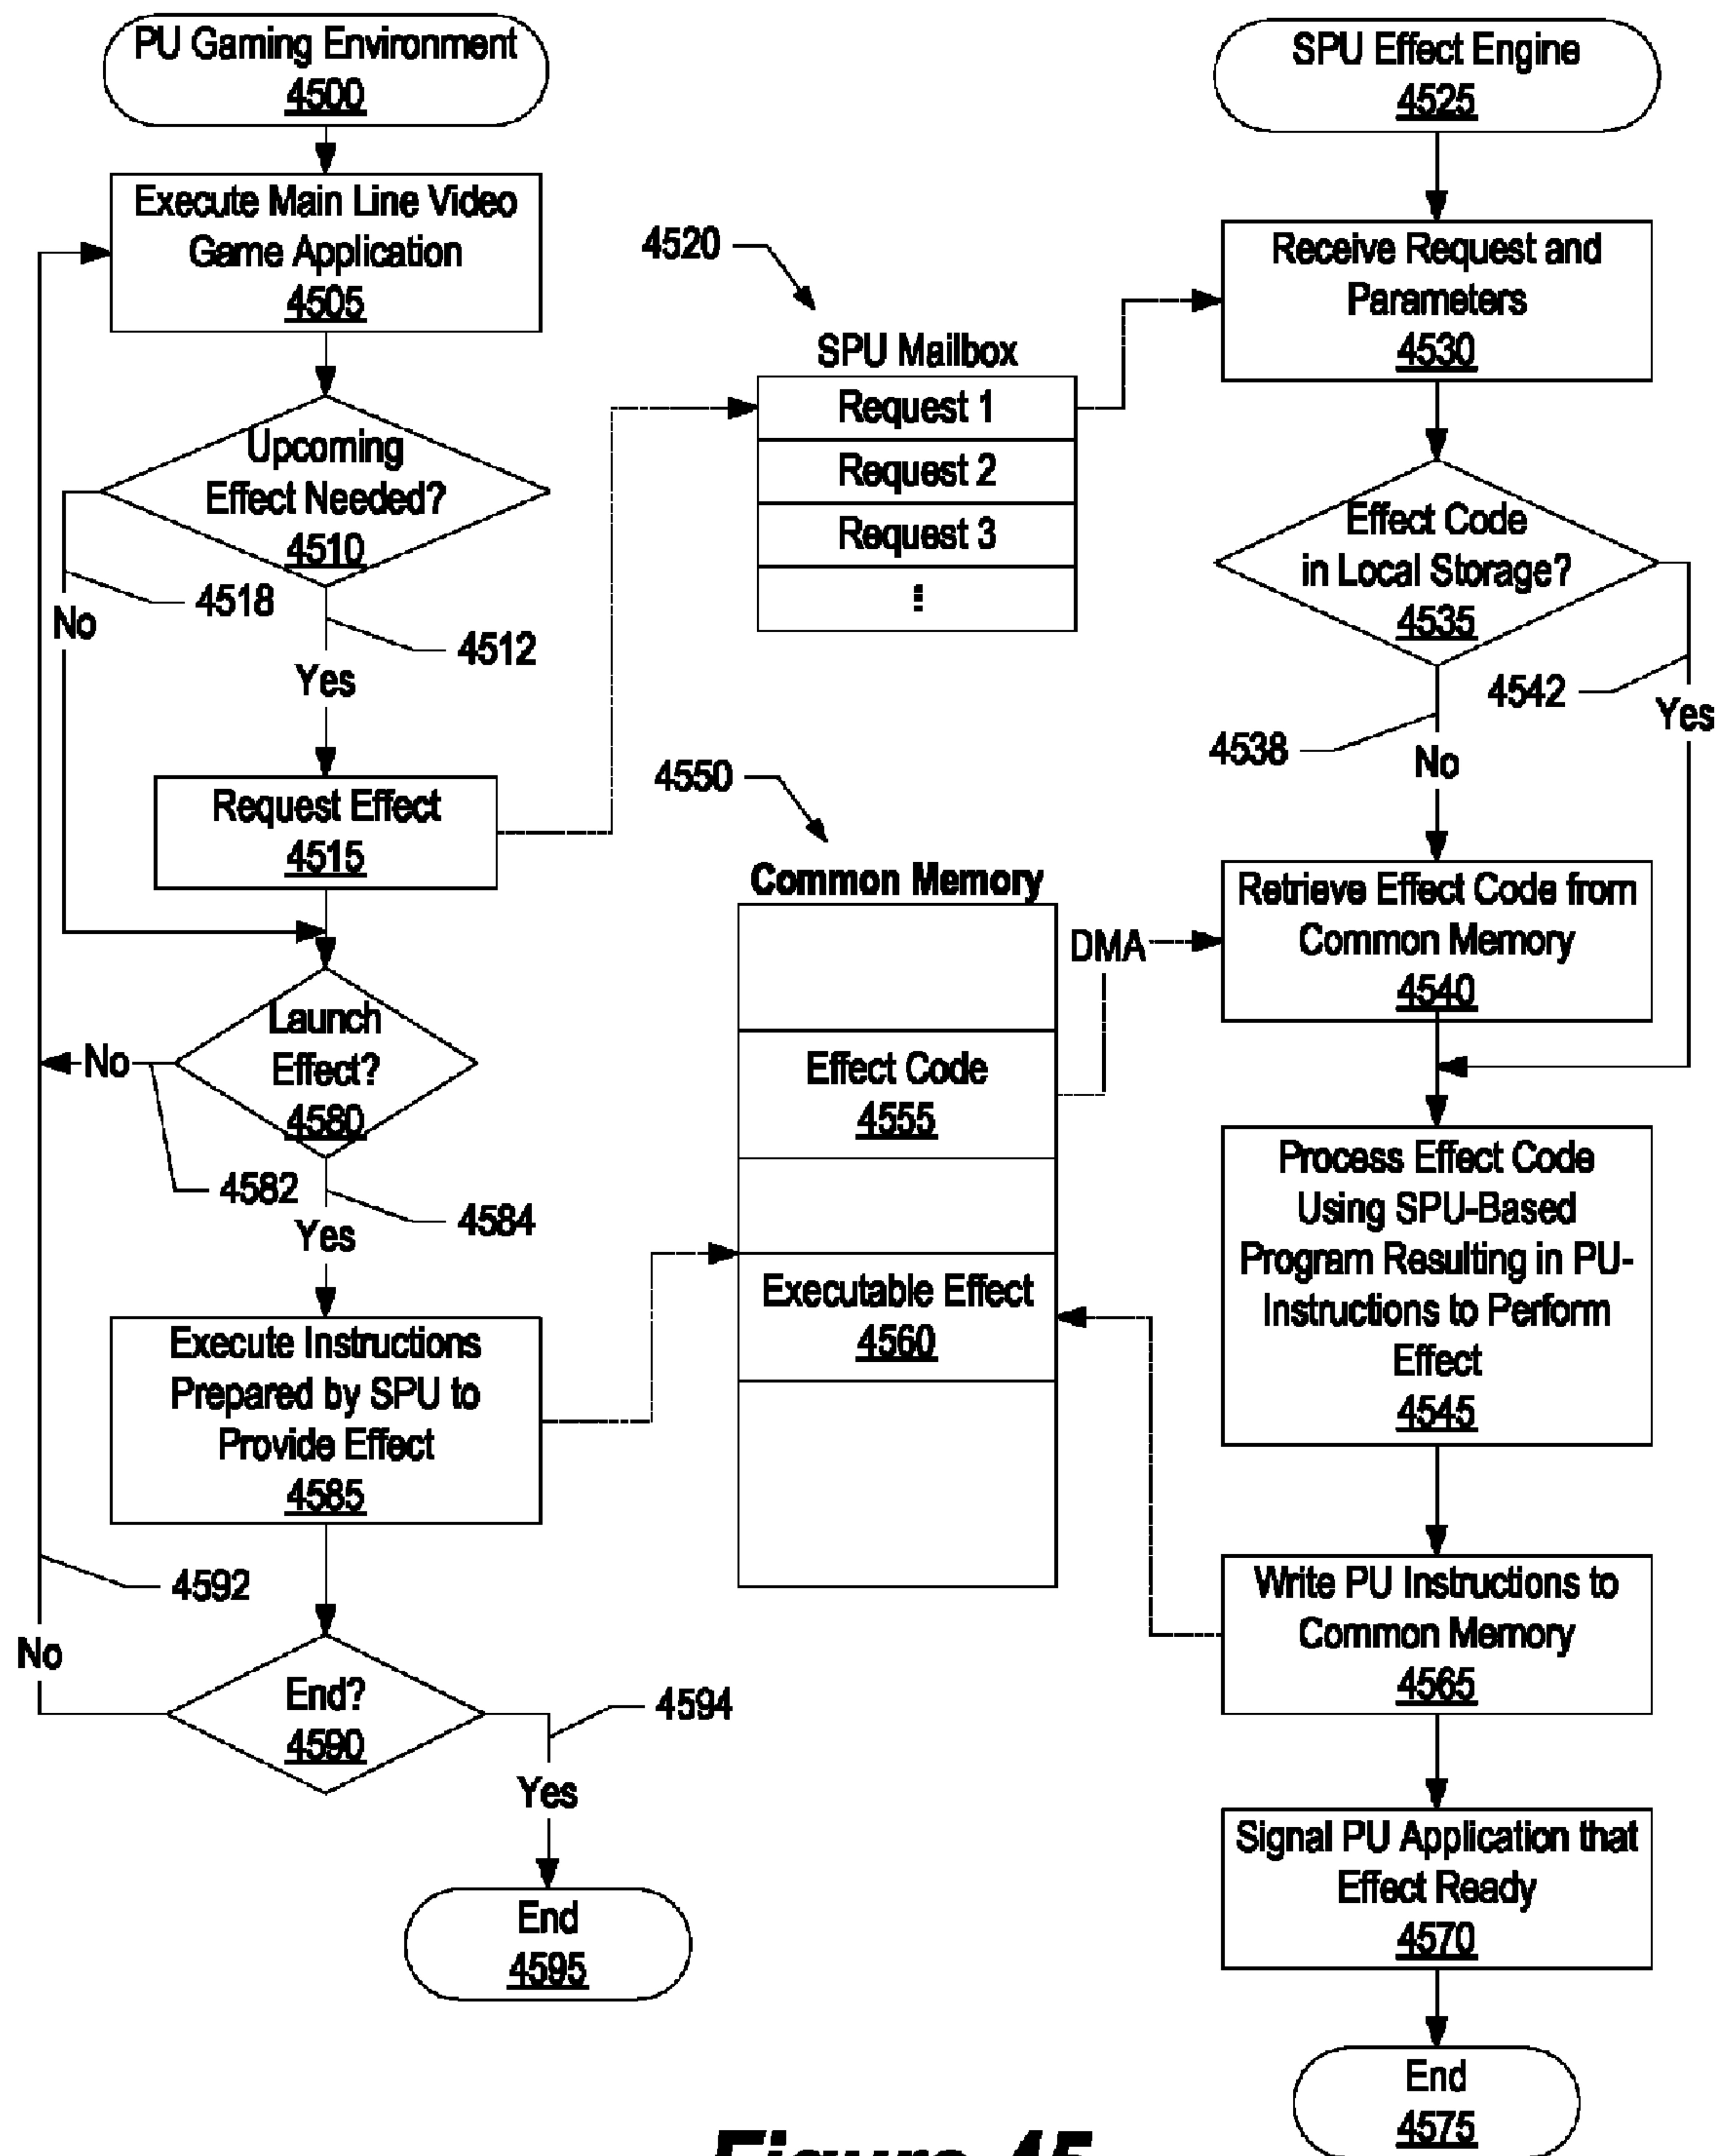 PU Gaming Environment
4500
Execute Main Line Video
Game Application
4505
Upcoming
Effect Needed?
4510
4518
No
4512
Yes
Request Effect
4515
Launch
Effect?
4580
No
4582
4584
Yes
Execute Instructions
Prepared by SPU to
Provide Effect
4585
4592
No
End?
4590
4594
Yes
End
4595
4520
SPU Mailbox
Request 1
Request 2
Request 3
⋮
4550
Common Memory
DMA
Effect Code
4555
Executable Effect
4560
SPU Effect Engine
4525
Receive Request and
Parameters
4530
Effect Code
in Local Storage?
4535
4542
Yes
4538
No
Retrieve Effect Code from
Common Memory
4540
Process Effect Code
Using SPU-Based
Program Resulting in PU-
Instructions to Perform
Effect
4545
Write PU Instructions to
Common Memory
4565
Signal PU Application that
Effect Ready
4570
End
4575
Figure 45